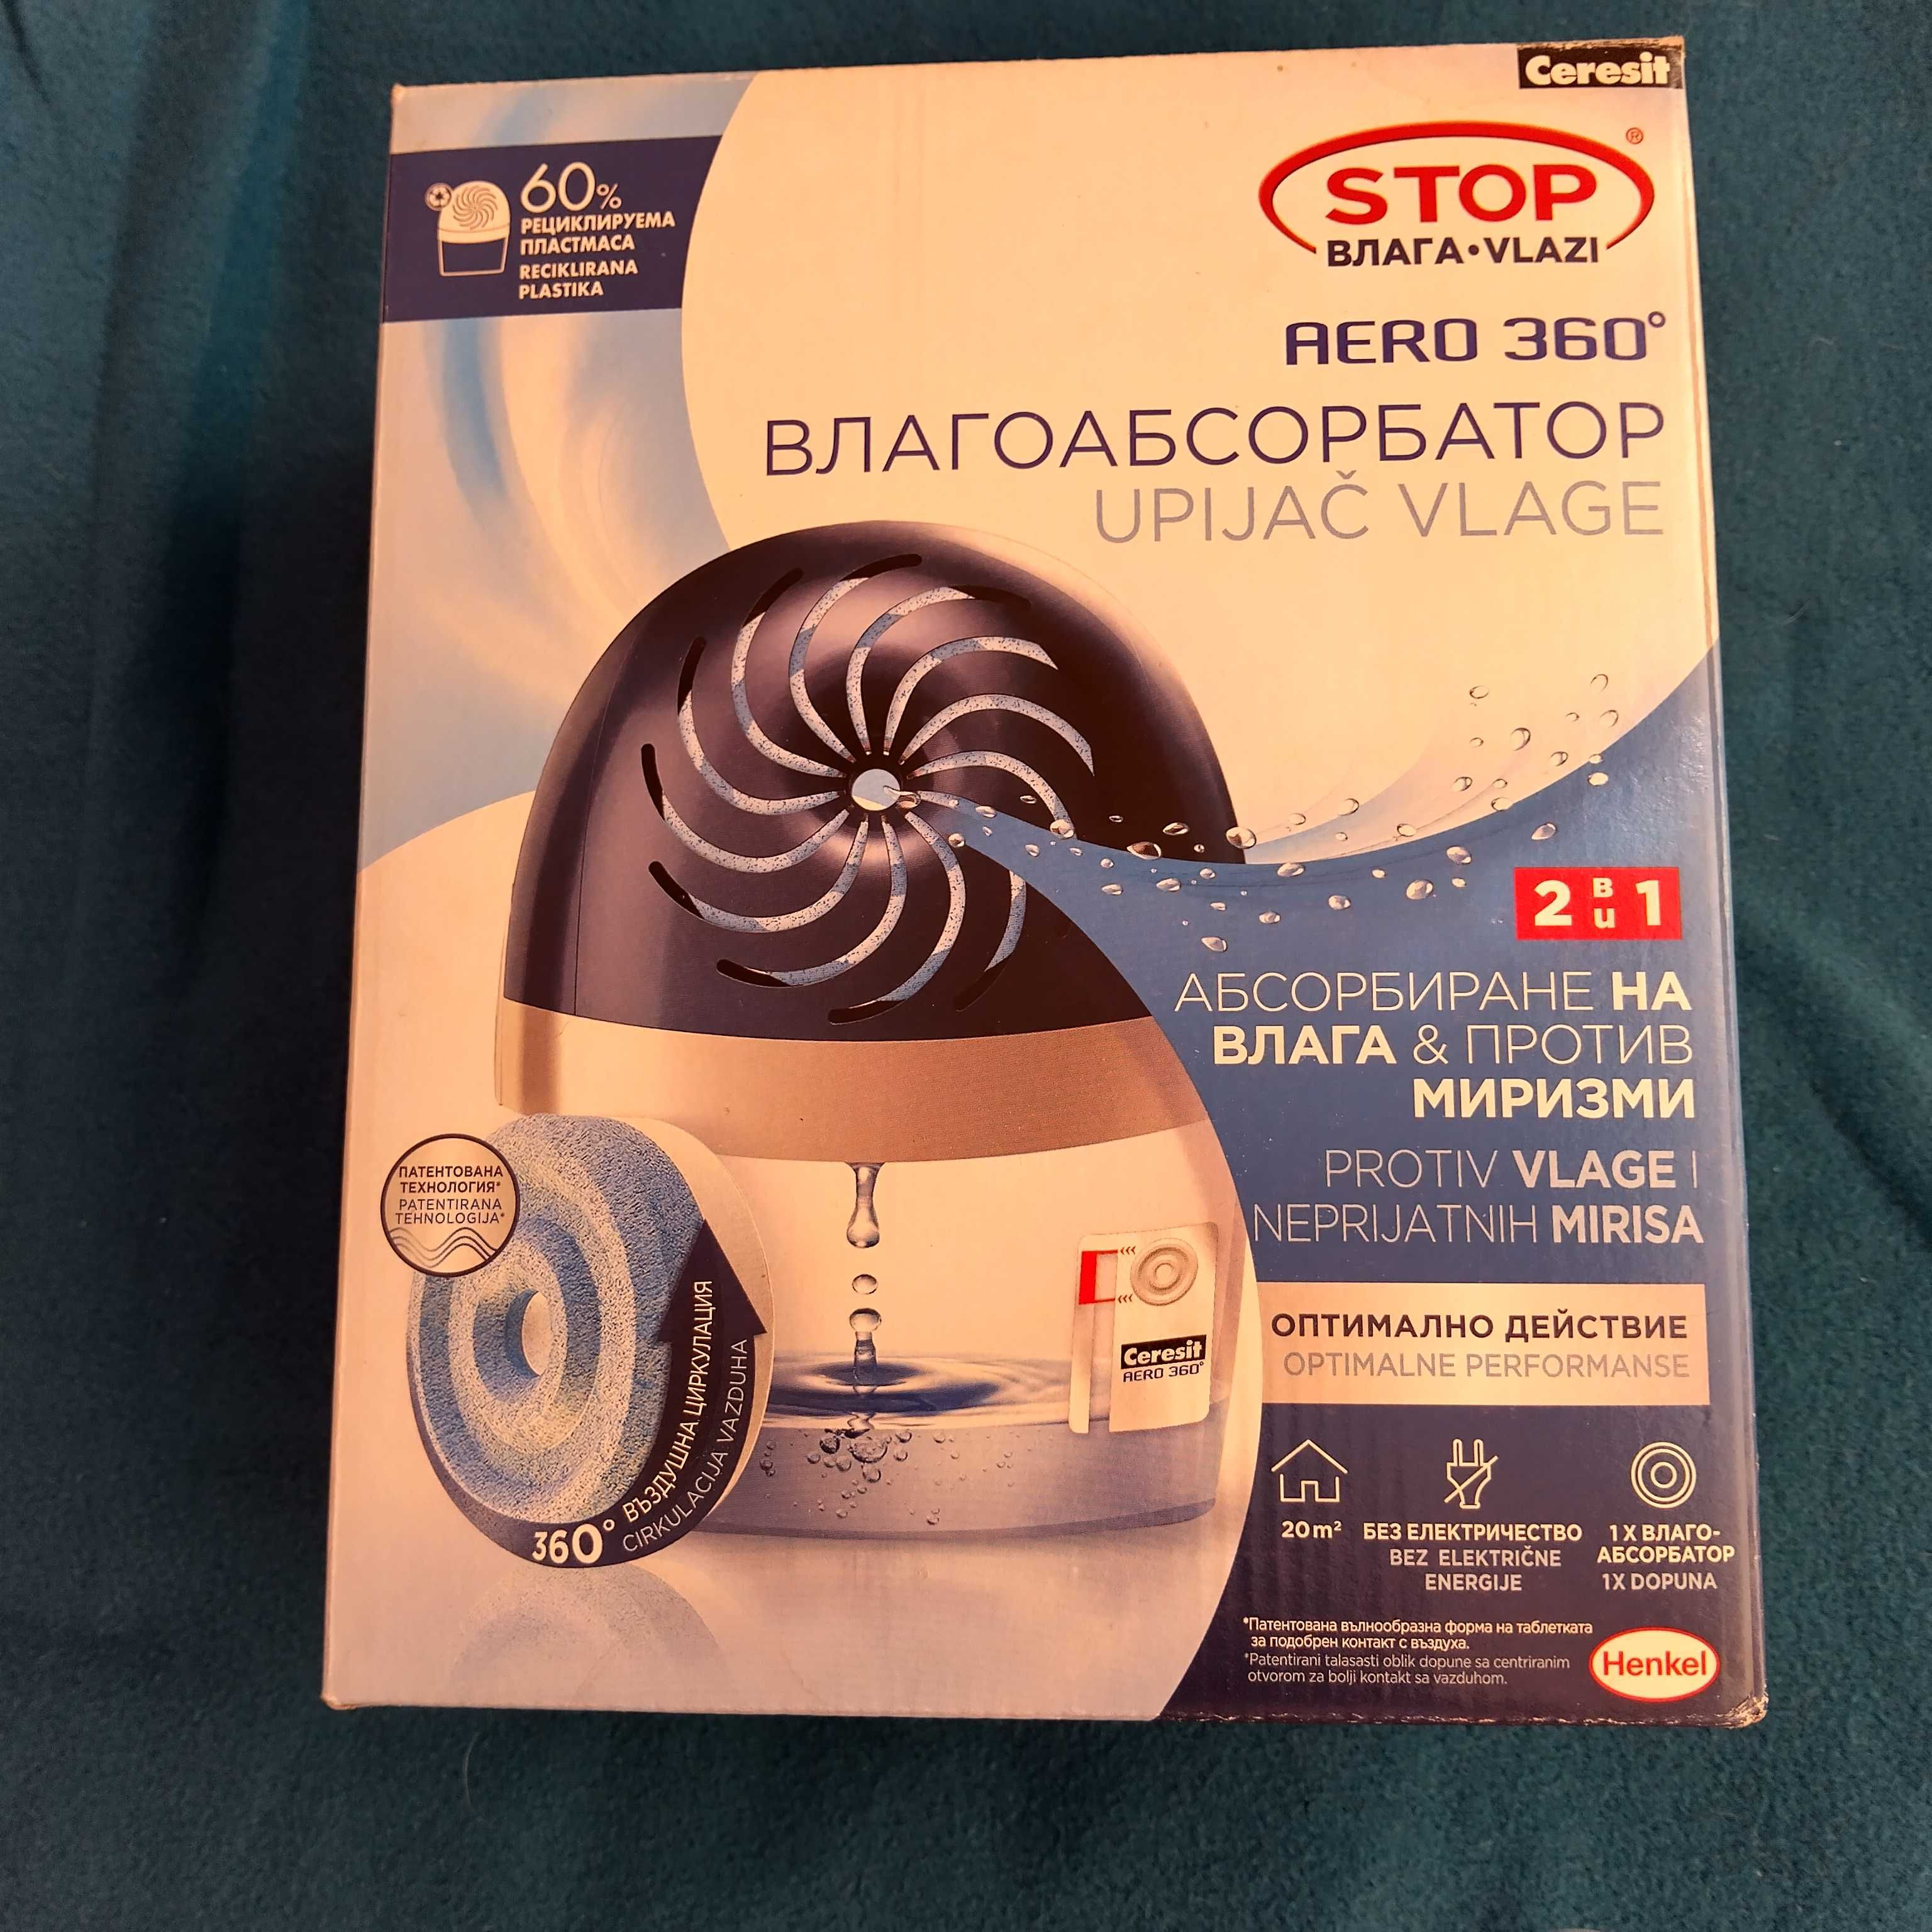 Ceresit
60%
РЕЦИКЛИРУЕМА
ПЛАСТМАСА
RECIKLIRANA
PLASTIKA
STOP®
ВЛАГА•VLAZI
AERO 360°
ВЛАГОАБСОРБАТОР
UPIJAČ VLAGE
2 в 1
u
АБСОРБИРАНЕ НА
ВЛАГА & ПРОТИВ
МИРИЗМИ
PROTIV VLAGE I
NEPRIJATNIH MIRISA
ПАТЕНТОВАНА
ТЕХНОЛОГИЯ*
PATENTIRANA
TEHNOLOGIJA*
360° ВЪЗДУШНА ЦИРКУЛАЦИЯ
CIRKULACIJA VAZDUHA
Ceresit
AERO 360°
ОПТИМАЛНО ДЕЙСТВИЕ
OPTIMALNE PERFORMANSE
20 m²
БЕЗ ЕЛЕКТРИЧЕСТВО
BEZ ELEKTRIČNE
ENERGIJE
1 X ВЛАГО-
АБСОРБАТОР
1X DOPUNA
*Патентована вълнообразна форма на таблетката
за подобрен контакт с въздуха.
*Patentirani talasasti oblik dopune sa centriranim
otvorom za bolji kontakt sa vazduhom.
Henkel